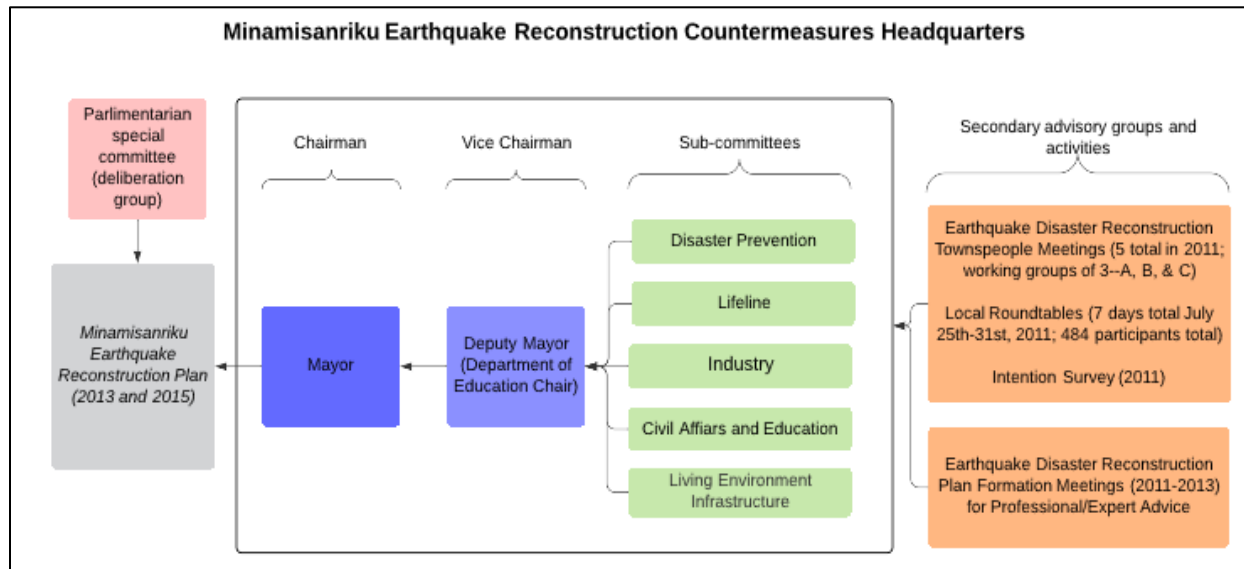 Minamisanriku Earthquake Reconstruction Countermeasures Headquarters
Parlimentarian
special
committee
(deliberation
group)
Minamisanriku
Earthquake
Reconstruction Plan
(2013 and 2015)
Chairman
Mayor
Vice Chairman
Deputy Mayor
(Department of
Education Chair)
Sub-committees
Disaster Prevention
Lifeline
Industry
Civil Affiars and Education
Living Environment
Infrastructure
Secondary advisory groups and
activities
Earthquake Disaster Reconstruction
Townspeople Meetings (5 total in 2011;
working groups of 3--A, B, & C)
Local Roundtables (7 days total July
25th-31st, 2011; 484 participants total)
Intention Survey (2011)
Earthquake Disaster Reconstruction
Plan Formation Meetings (2011-2013)
for Professional/Expert Advice